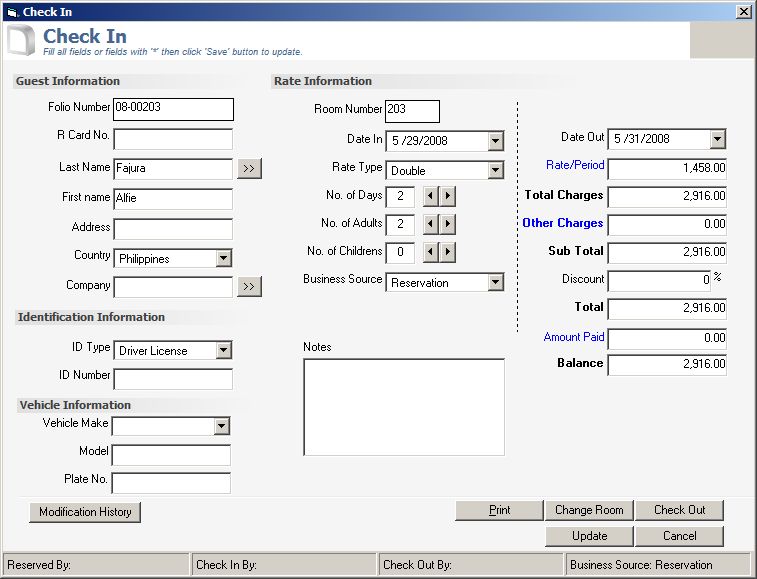 Check In
Check In
Fill all fields or fields with '*' then click 'Save' button to update.
Guest Information
Folio Number 08-00203
R Card No.
Last Name Fajura >>
First name Alfie
Address
Country Philippines
Company >>
Identification Information
ID Type Driver License
ID Number
Vehicle Information
Vehicle Make
Model
Plate No.
Rate Information
Room Number 203
Date In 5 /29/2008
Rate Type Double
No. of Days 2
No. of Adults 2
No. of Childrens 0
Business Source Reservation
Notes
Date Out 5 /31/2008
Rate/Period 1,458.00
Total Charges 2,916.00
Other Charges 0.00
Sub Total 2,916.00
Discount 0 %
Total 2,916.00
Amount Paid 0.00
Balance 2,916.00
Modification History
Print Change Room Check Out
Update Cancel
Reserved By: Check In By: Check Out By: Business Source: Reservation